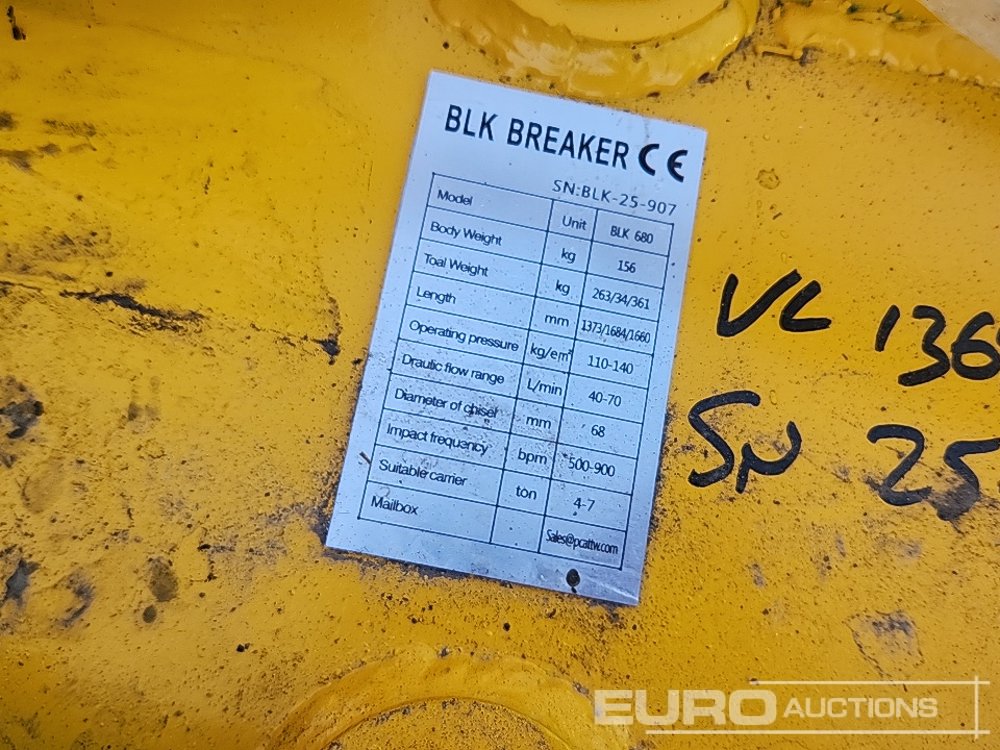 BLK BREAKER CE
SN:BLK-25-907
Model Unit BLK 680
Body Weight kg 156
Toal Weight kg 263/34/361
Length mm 1373/1684/1660
Operating pressure kg/em² 110-140
Draulic flow range L/min 40-70
Diameter of chisel mm 68
Impact frequency bpm 500-900
Suitable carrier ton 4-7
Mailbox Sales@pcattw.com
VL 136
SN 25
EURO AUCTIONS